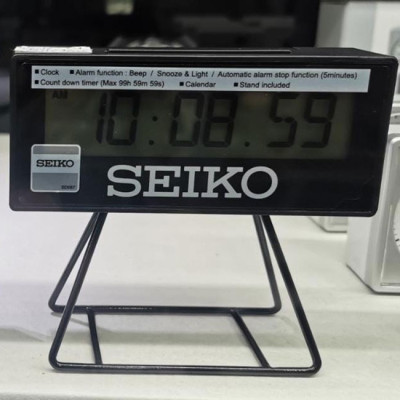 ■ Clock ■ Alarm function : Beep / Snooze & Light / Automatic alarm stop function (5minutes)
■ Count down timer (Max 99h 59m 59s) ■ Calendar ■ Stand included
AM
10:08.59
SEIKO
SEIKO